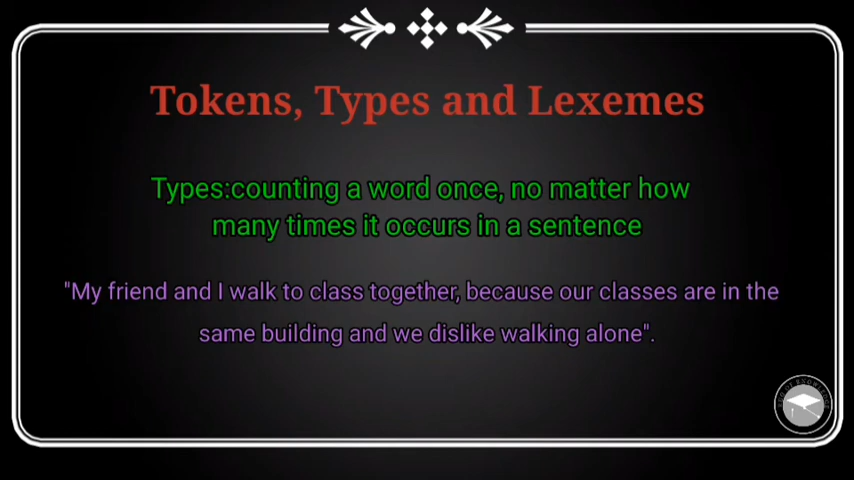 Tokens, Types and Lexemes
Types:counting a word once, no matter how
many times it occurs in a sentence
"My friend and I walk to class together, because our classes are in the
same building and we dislike walking alone".